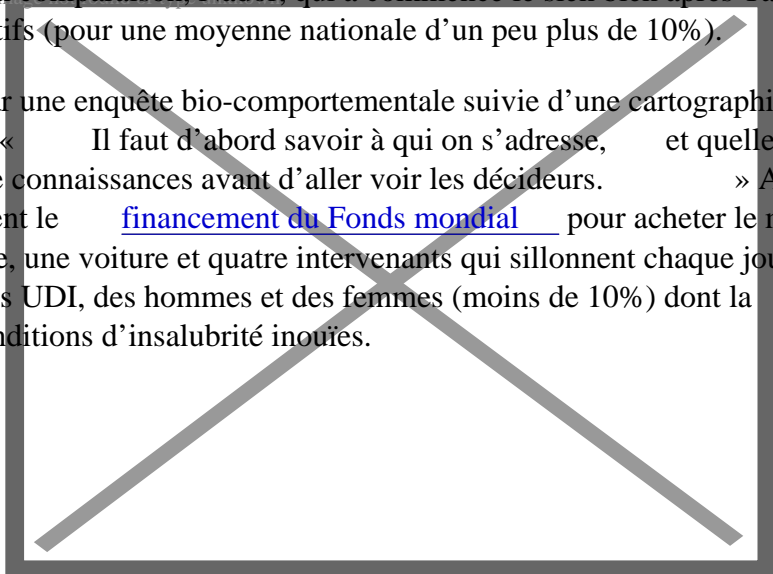 tifs (pour une moyenne nationale d’un peu plus de 10%).
r une enquête bio-comportementale suivie d’une cartographi
« Il faut d’abord savoir à qui on s’adresse, et quelle
e connaissances avant d’aller voir les décideurs. » A
ent le financement du Fonds mondial pour acheter le
e, une voiture et quatre intervenants qui sillonnent chaque jou
s UDI, des hommes et des femmes (moins de 10%) dont la
nditions d’insalubrité inouïes.